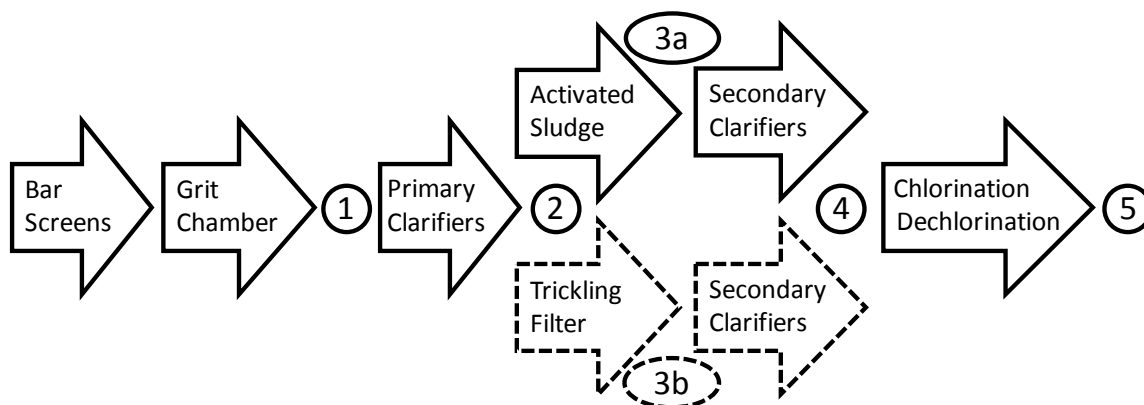 Bar
Screens
Grit
Chamber
1
Primary
Clarifiers
2
Activated
Sludge
3a
Secondary
Clarifiers
Trickling
Filter
3b
Secondary
Clarifiers
4
Chlorination
Dechlorination
5